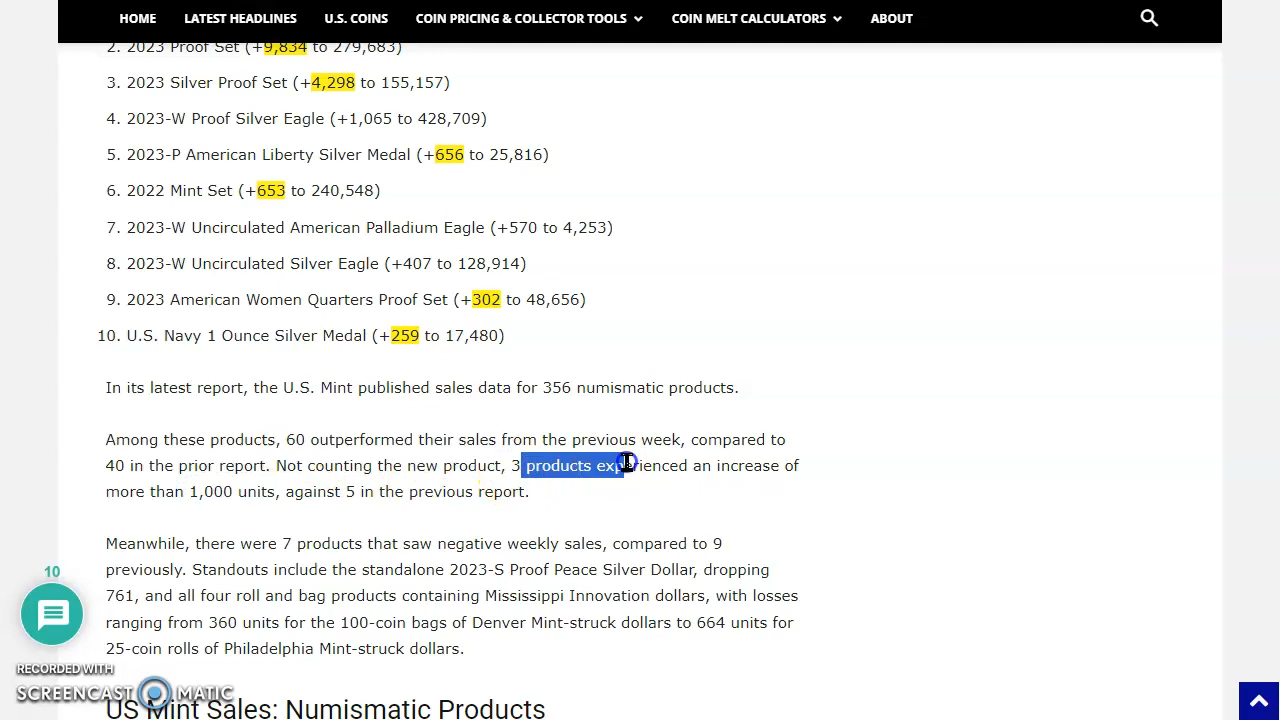 HOME LATEST HEADLINES U.S. COINS COIN PRICING & COLLECTOR TOOLS COIN MELT CALCULATORS ABOUT
2. 2023 Proof Set (+9,834 to 279,683)
3. 2023 Silver Proof Set (+4,298 to 155,157)
4. 2023-W Proof Silver Eagle (+1,065 to 428,709)
5. 2023-P American Liberty Silver Medal (+656 to 25,816)
6. 2022 Mint Set (+653 to 240,548)
7. 2023-W Uncirculated American Palladium Eagle (+570 to 4,253)
8. 2023-W Uncirculated Silver Eagle (+407 to 128,914)
9. 2023 American Women Quarters Proof Set (+302 to 48,656)
10. U.S. Navy 1 Ounce Silver Medal (+259 to 17,480)
In its latest report, the U.S. Mint published sales data for 356 numismatic products.
Among these products, 60 outperformed their sales from the previous week, compared to
40 in the prior report. Not counting the new product, 3 products experienced an increase of
more than 1,000 units, against 5 in the previous report.
Meanwhile, there were 7 products that saw negative weekly sales, compared to 9
previously. Standouts include the standalone 2023-S Proof Peace Silver Dollar, dropping
761, and all four roll and bag products containing Mississippi Innovation dollars, with losses
ranging from 360 units for the 100-coin bags of Denver Mint-struck dollars to 664 units for
25-coin rolls of Philadelphia Mint-struck dollars.
10
RECORDED WITH
SCREENCAST MATIC
US Mint Sales: Numismatic Products